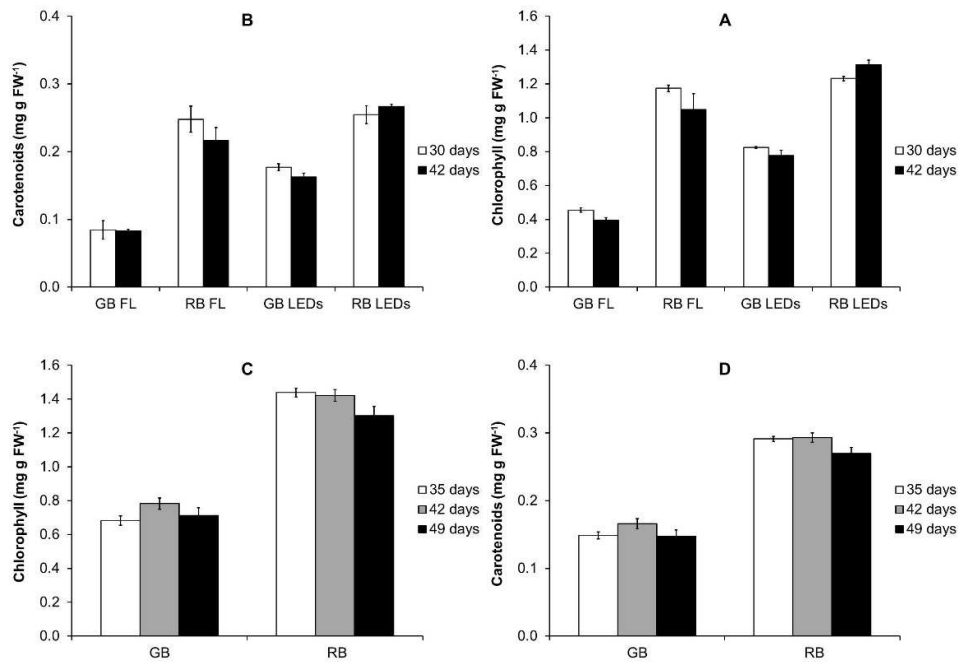 B
0.4
0.3
0.2
0.1
0.0
Carotenoids (mg g FW⁻¹)
GB FL RB FL GB LEDs RB LEDs
30 days
42 days
A
1.6
1.4
1.2
1.0
0.8
0.6
0.4
0.2
0.0
Chlorophyll (mg g FW⁻¹)
GB FL RB FL GB LEDs RB LEDs
30 days
42 days
C
1.6
1.4
1.2
1.0
0.8
0.6
0.4
0.2
0.0
Chlorophyll (mg g FW⁻¹)
GB RB
35 days
42 days
49 days
D
0.4
0.3
0.2
0.1
0.0
Carotenoids (mg g FW⁻¹)
GB RB
35 days
42 days
49 days